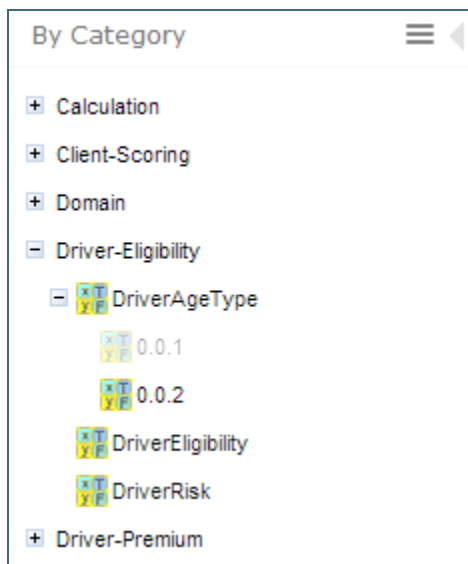 By Category
Calculation
Client-Scoring
Domain
Driver-Eligibility
DriverAgeType
0.0.1
0.0.2
DriverEligibility
DriverRisk
Driver-Premium